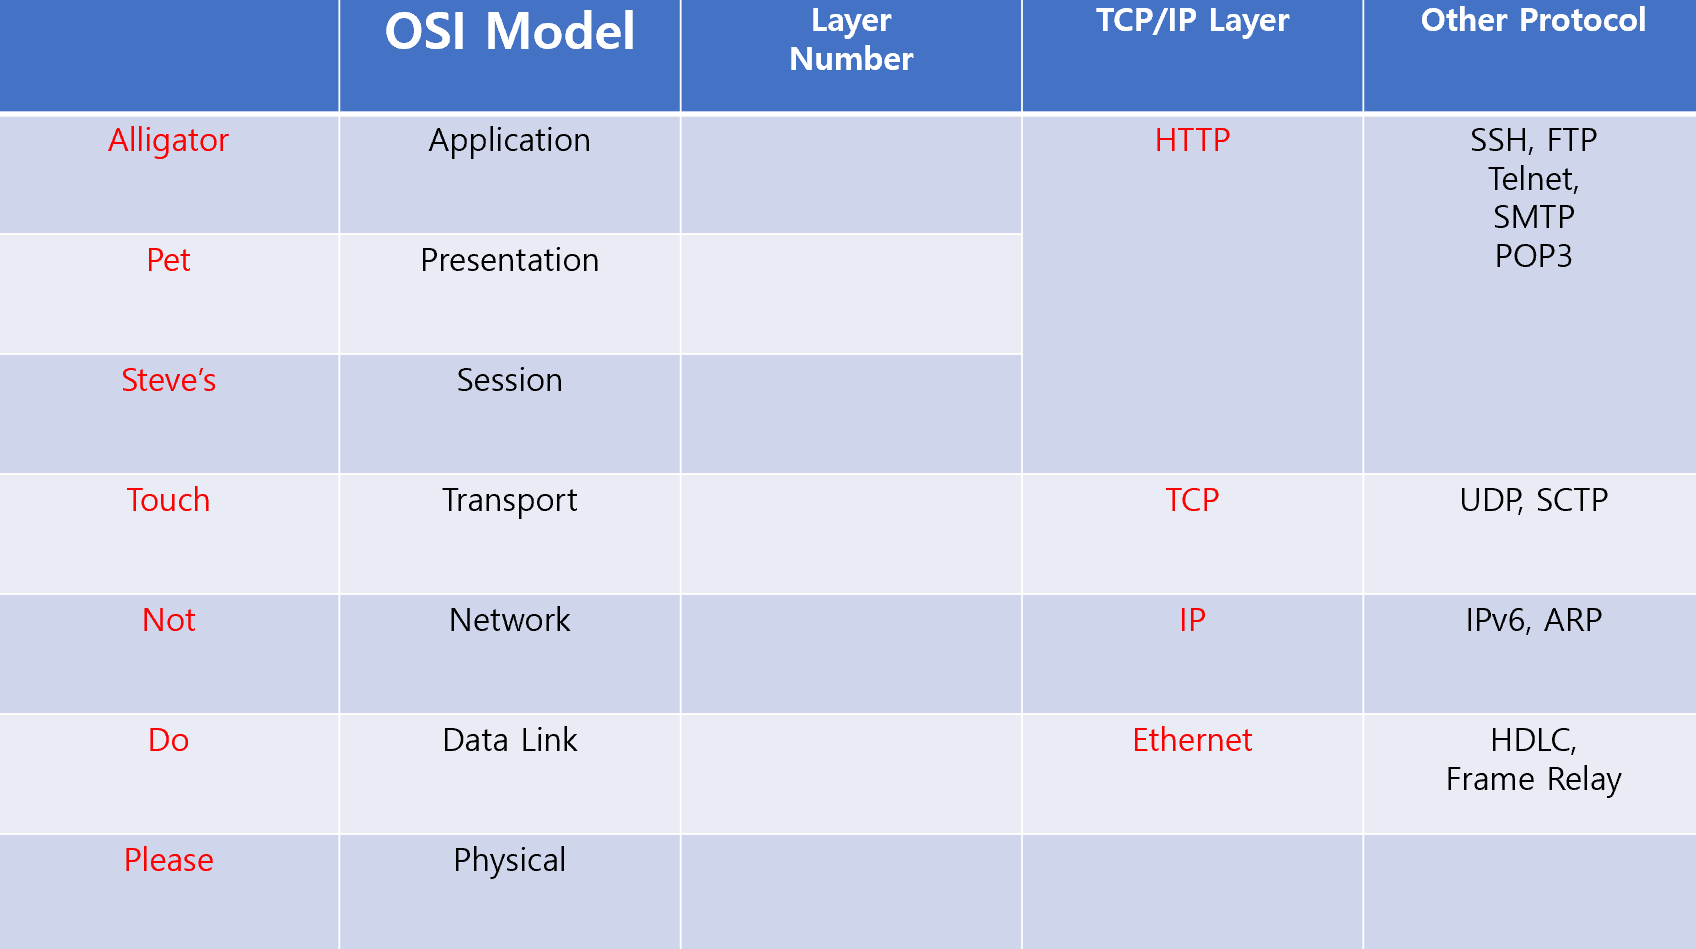 OSI Model
Layer
Number
TCP/IP Layer
Other Protocol
Alligator
Application
HTTP
SSH, FTP
Telnet,
SMTP
POP3
Pet
Presentation
Steve’s
Session
Touch
Transport
TCP
UDP, SCTP
Not
Network
IP
IPv6, ARP
Do
Data Link
Ethernet
HDLC,
Frame Relay
Please
Physical